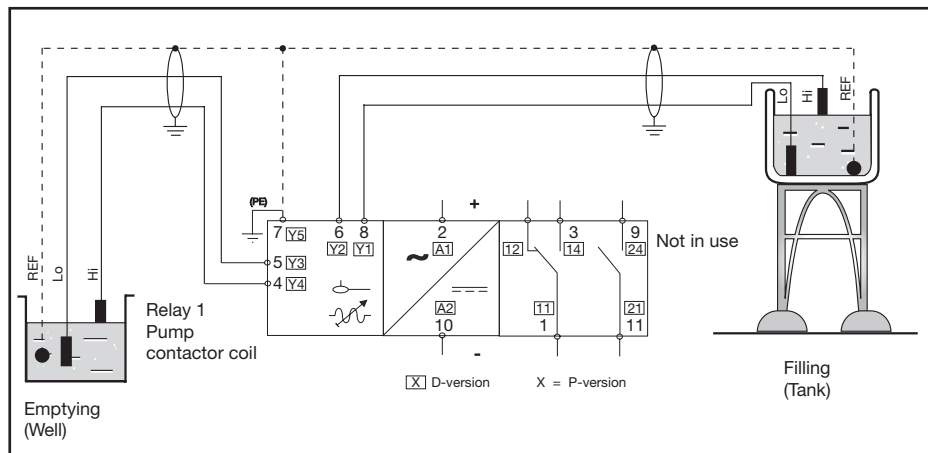 REF
Lo
Hi
Relay 1
Pump
contactor coil
Emptying
(Well)
(PE)
7 Y5
6
Y2
8
Y1
5 Y3
4 Y4
2
A1
+
~
A2
10
-
12
3
14
9
24
11
1
21
11
Not in use
X D-version
X = P-version
Lo
Hi
REF
Filling
(Tank)